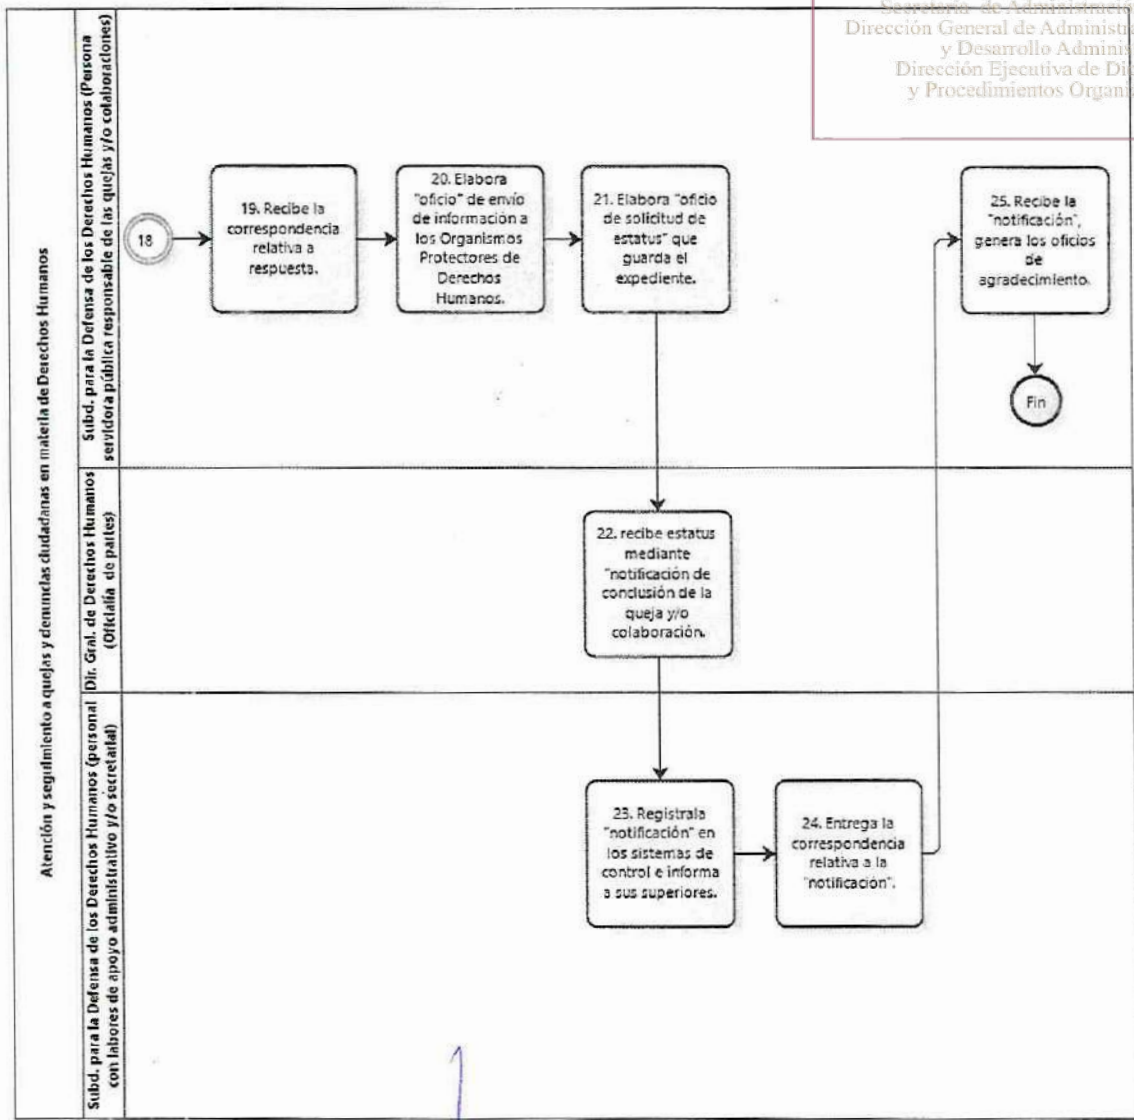 Secretaría de Administración
Dirección General de Administra
y Desarrollo Adminis
Dirección Ejecutiva de Dic
y Procedimientos Organi
Atención y seguimiento a quejas y denuncias ciudadanas en materia de Derechos Humanos
Subd. para la Defensa de los Derechos Humanos (Persona
servidora pública responsable de las quejas y/o colaboraciones)
18
19. Recibe la
correspondencia
relativa a
respuesta.
20. Elabora
"oficio" de envío
de información a
los Organismos
Protectores de
Derechos
Humanos.
21. Elabora "oficio
de solicitud de
estatus" que
guarda el
expediente.
25. Recibe la
"notificación",
genera los oficios
de
agradecimiento.
Fin
Dir. Gral. de Derechos Humanos
(Oficialía de partes)
22. recibe estatus
mediante
"notificación de
conclusión de la
queja y/o
colaboración.
Subd. para la Defensa de los Derechos Humanos (personal
con labores de apoyo administrativo y/o secretarial)
23. Registrala
"notificación" en
los sistemas de
control e informa
a sus superiores.
24. Entrega la
correspondencia
relativa a la
"notificación".